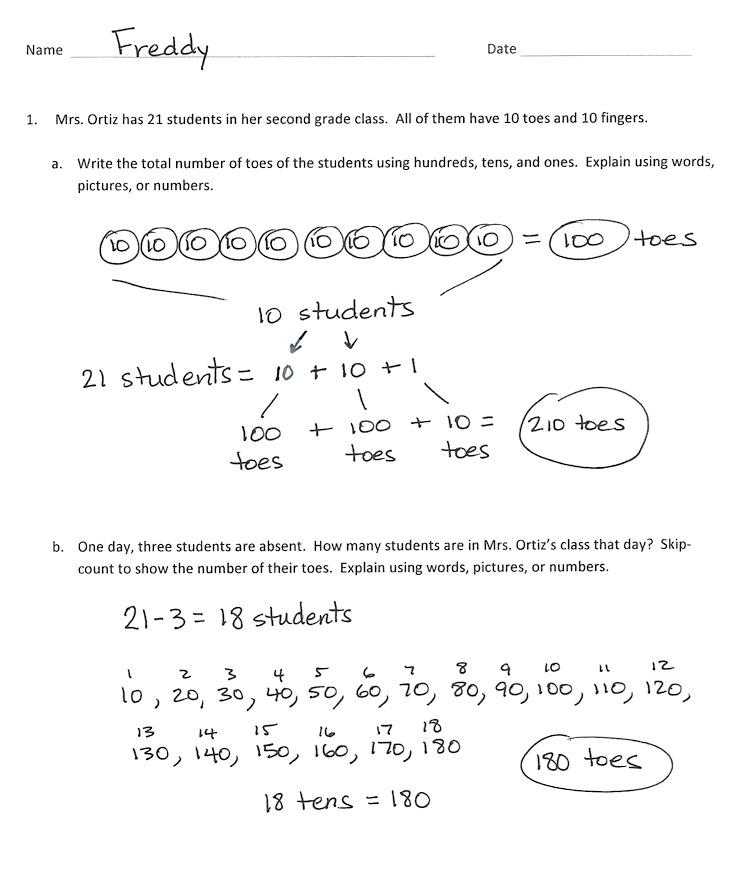 Name Freddy Date
1. Mrs. Ortiz has 21 students in her second grade class. All of them have 10 toes and 10 fingers.
a. Write the total number of toes of the students using hundreds, tens, and ones. Explain using words,
pictures, or numbers.
10 10 10 10 10 10 10 10 10 10 = 100 toes
10 students
21 students = 10 + 10 + 1
100 + 100 + 10 = 210 toes
toes toes toes
b. One day, three students are absent. How many students are in Mrs. Ortiz's class that day? Skip-
count to show the number of their toes. Explain using words, pictures, or numbers.
21-3 = 18 students
1 2 3 4 5 6 7 8 9 10 11 12
10, 20, 30, 40, 50, 60, 70, 80, 90, 100, 110, 120,
13 14 15 16 17 18
130, 140, 150, 160, 170, 180
180 toes
18 tens = 180